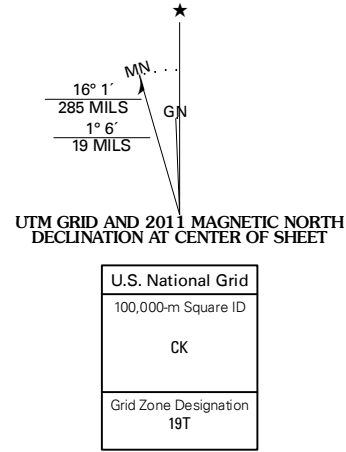 ★
MN
16° 1´
285 MILS
GN
1° 6´
19 MILS
UTM GRID AND 2011 MAGNETIC NORTH
DECLINATION AT CENTER OF SHEET
U.S. National Grid
100,000-m Square ID
CK
Grid Zone Designation
19T